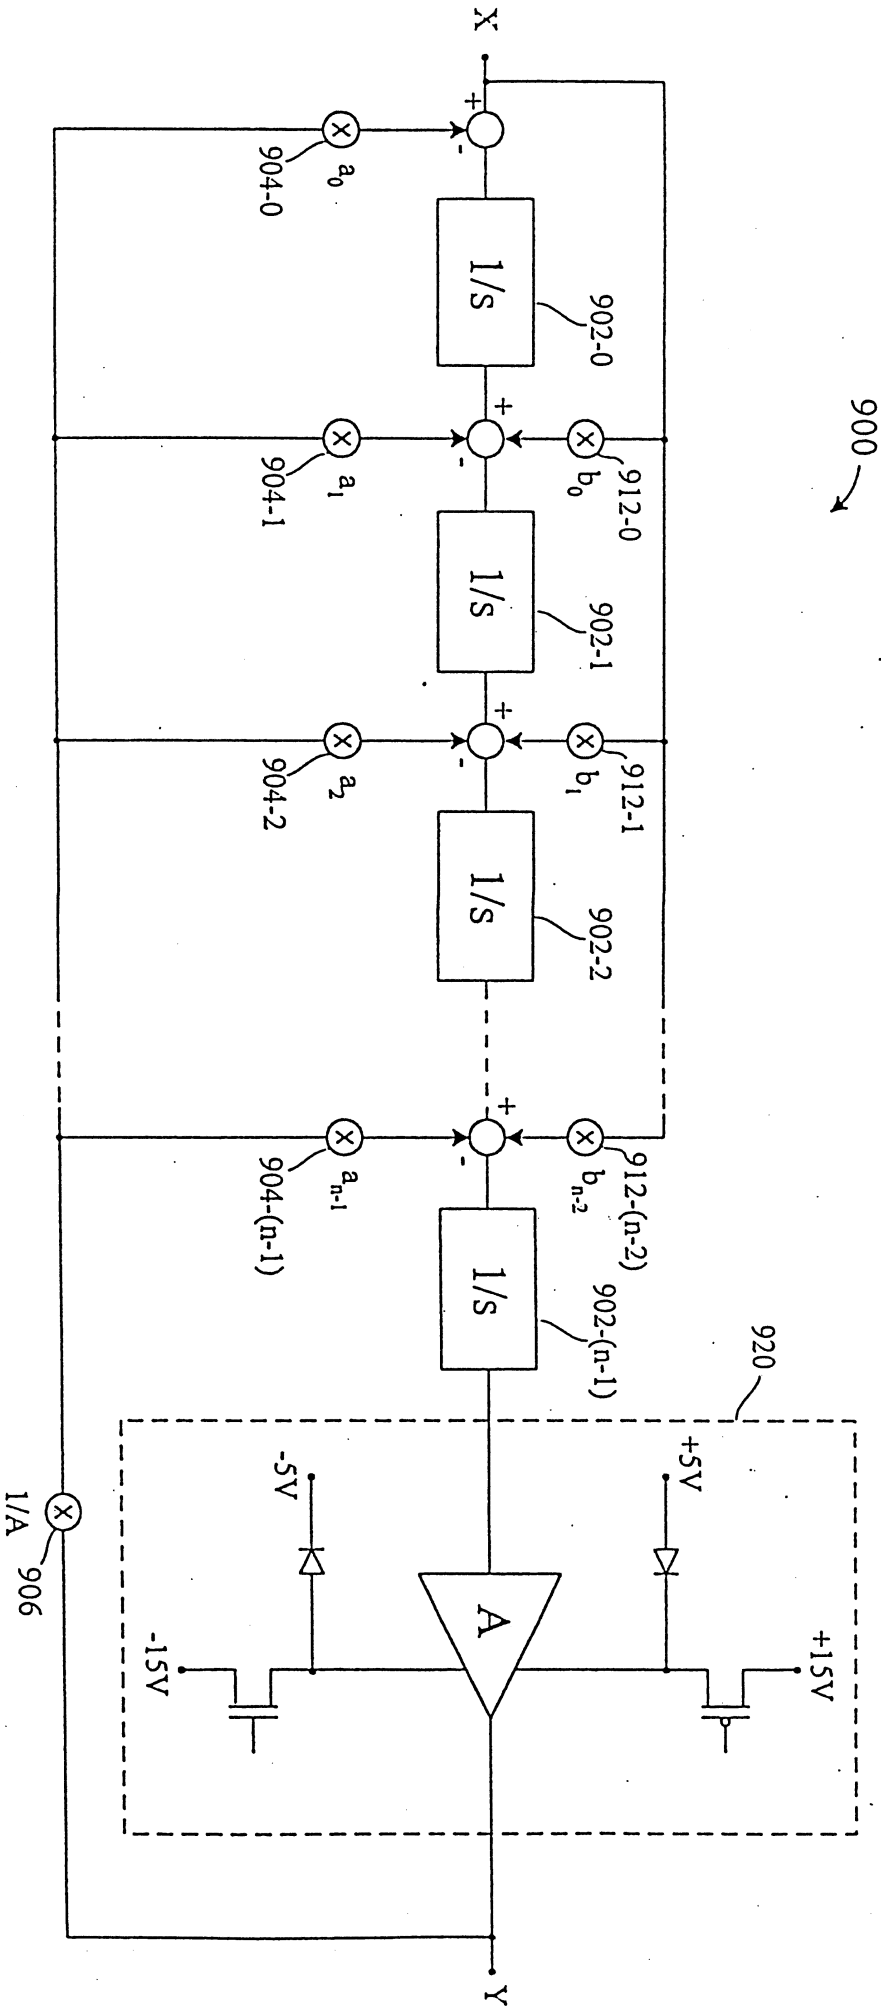 900
X
+
-
904-0
a0
1/s
902-0
+
-
904-1
a1
912-0
b0
1/s
902-1
+
-
904-2
a2
912-1
b1
1/s
902-2
+
-
904-(n-1)
an-1
912-(n-2)
bn-2
1/s
902-(n-1)
920
+5V
-5V
A
+15V
-15V
1/A
906
Y